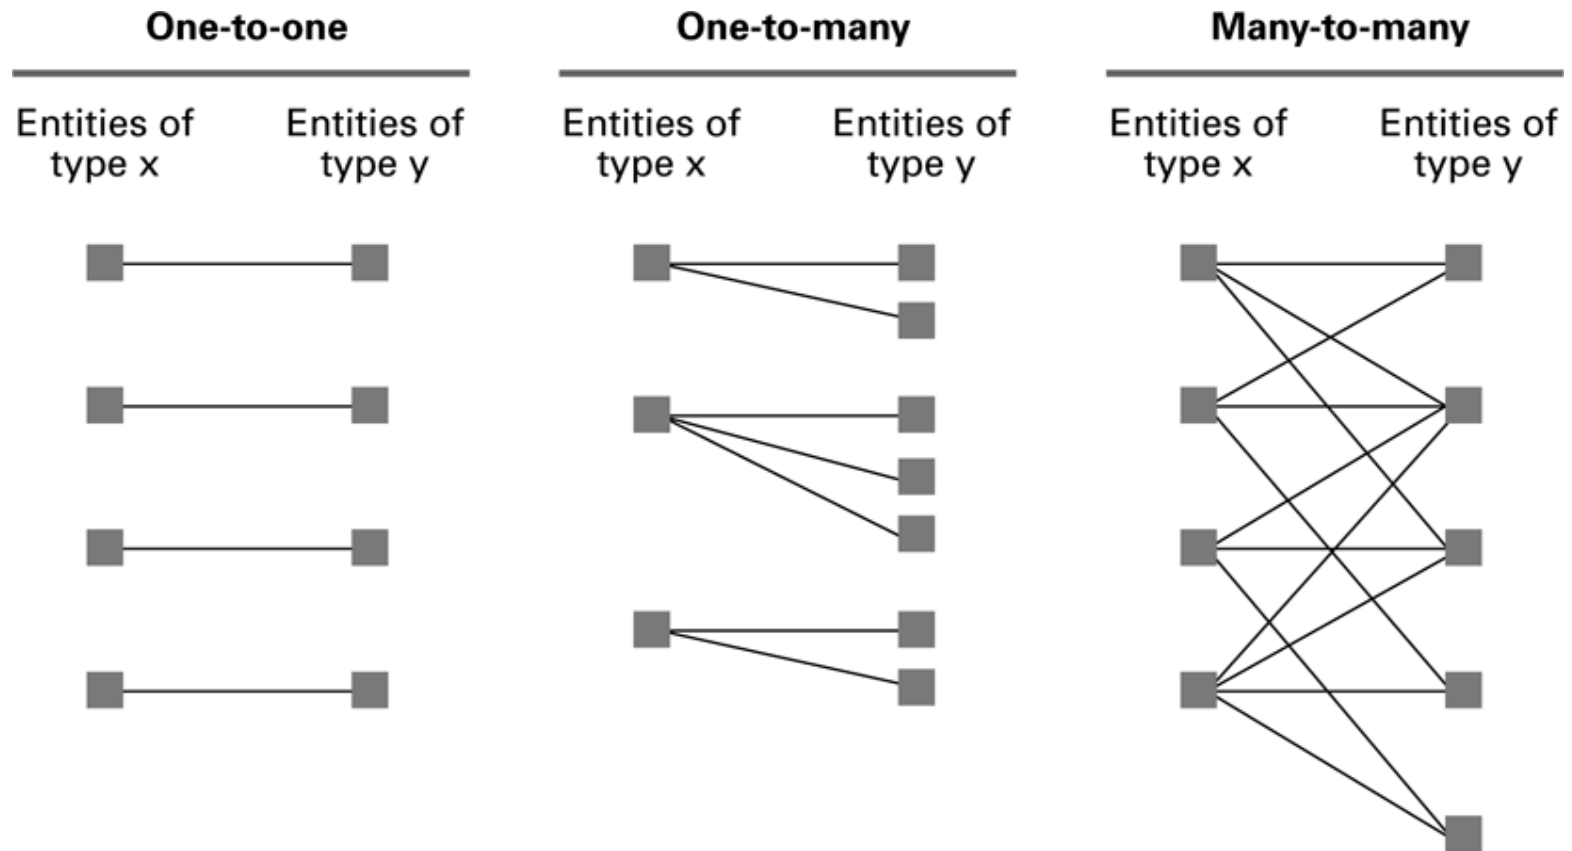 One-to-one
Entities of
type x
Entities of
type y
One-to-many
Entities of
type x
Entities of
type y
Many-to-many
Entities of
type x
Entities of
type y